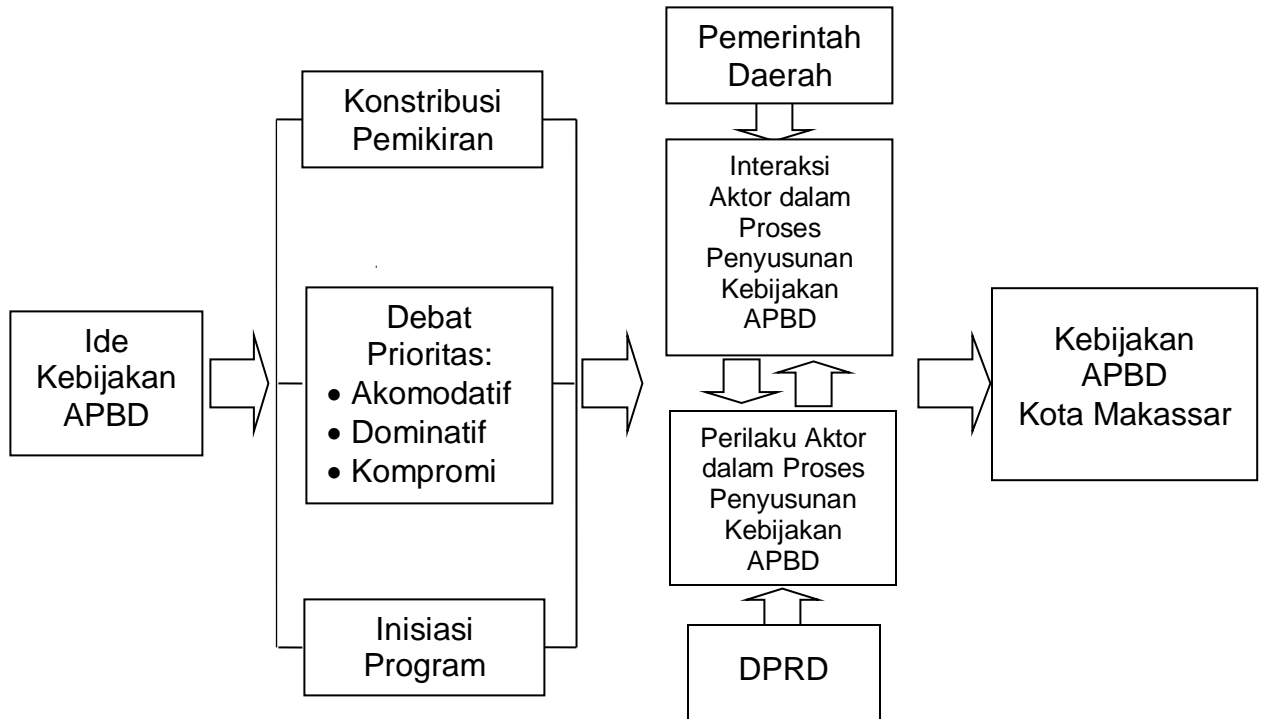 Ide
Kebijakan
APBD
Konstribusi
Pemikiran
Debat
Prioritas:
• Akomodatif
• Dominatif
• Kompromi
Inisiasi
Program
Pemerintah
Daerah
Interaksi
Aktor dalam
Proses
Penyusunan
Kebijakan
APBD
Perilaku Aktor
dalam Proses
Penyusunan
Kebijakan
APBD
DPRD
Kebijakan
APBD
Kota Makassar